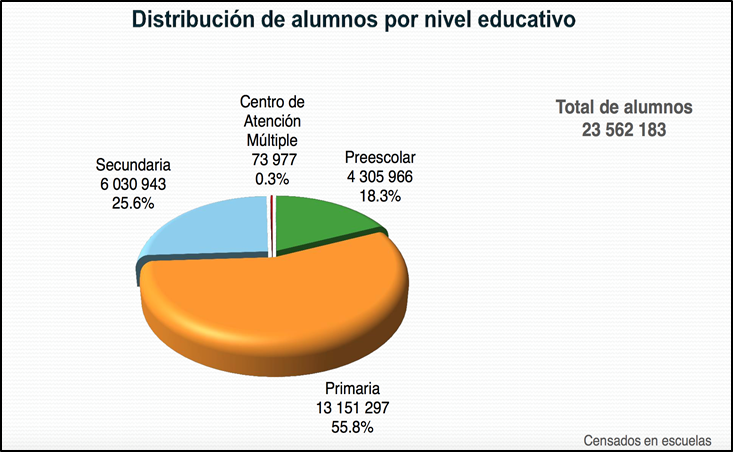 Distribución de alumnos por nivel educativo
Total de alumnos
23 562 183
Centro de
Atención
Múltiple
73 977
0.3%
Preescolar
4 305 966
18.3%
Secundaria
6 030 943
25.6%
Primaria
13 151 297
55.8%
Censados en escuelas